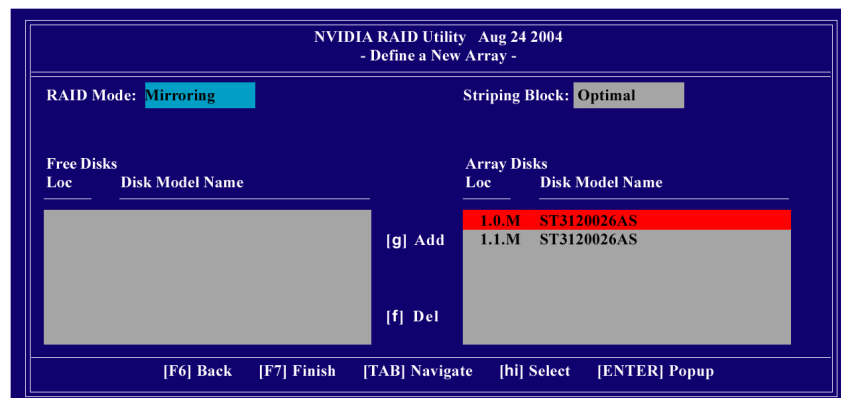 NVIDIA RAID Utility Aug 24 2004
- Define a New Array -
RAID Mode: Mirroring
Striping Block: Optimal
Free Disks
Loc Disk Model Name
Array Disks
Loc Disk Model Name
1.0.M ST3120026AS
1.1.M ST3120026AS
[g] Add
[f] Del
[F6] Back [F7] Finish [TAB] Navigate [hi] Select [ENTER] Popup